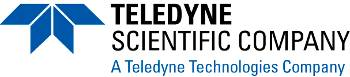 TELEDYNE
SCIENTIFIC COMPANY
A Teledyne Technologies Company